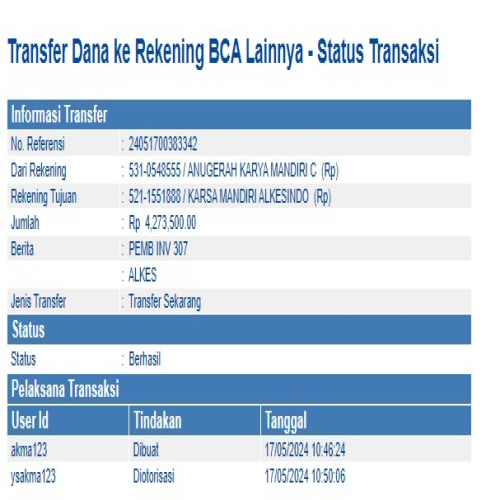 Transfer Dana ke Rekening BCA Lainnya - Status Transaksi
Informasi Transfer
No. Referensi : 24051700383342
Dari Rekening : 531-0548555 / ANUGERAH KARYA MANDIRI C (Rp)
Rekening Tujuan : 521-1551888 / KARSA MANDIRI ALKESINDO (Rp)
Jumlah : Rp 4,273,500.00
Berita : PEMB INV 307
: ALKES
Jenis Transfer : Transfer Sekarang
Status
Status : Berhasil
Pelaksana Transaksi
User Id Tindakan Tanggal
akma123 Dibuat 17/05/2024 10:46:24
ysakma123 Diotorisasi 17/05/2024 10:50:06